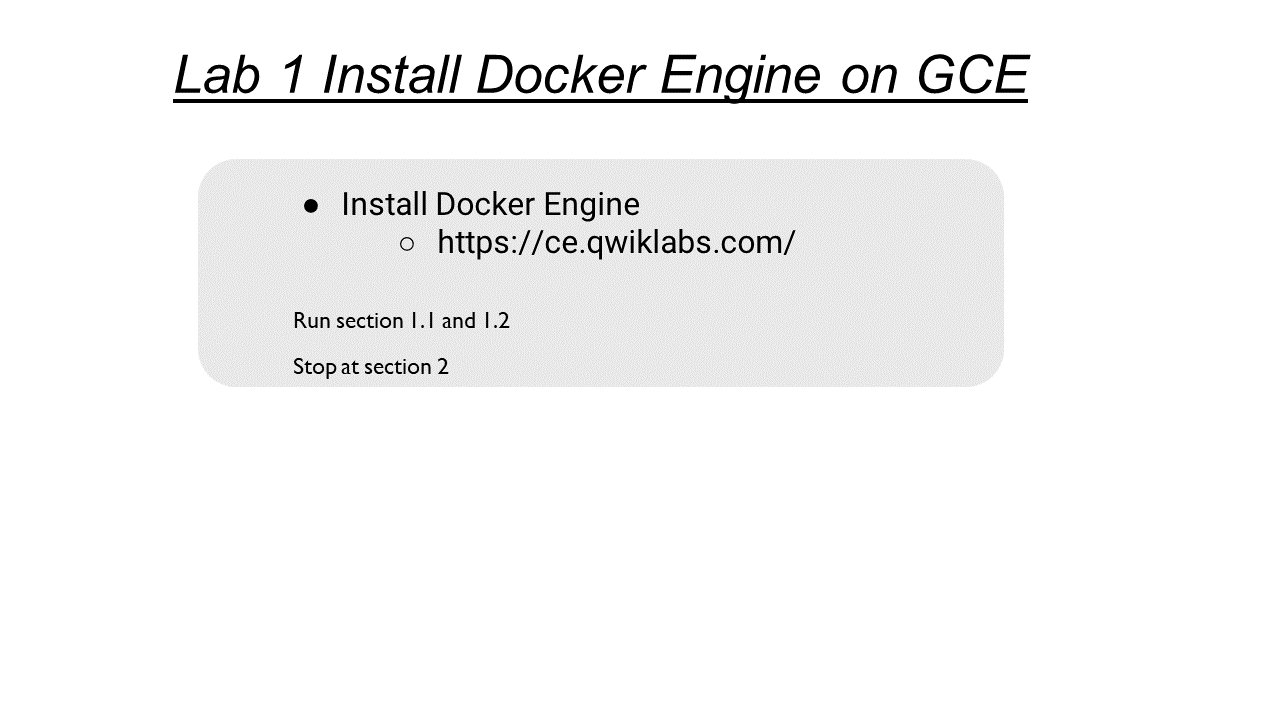 Lab 1 Install Docker Engine on GCE
● Install Docker Engine
○ https://ce.qwiklabs.com/
Run section 1.1 and 1.2
Stop at section 2